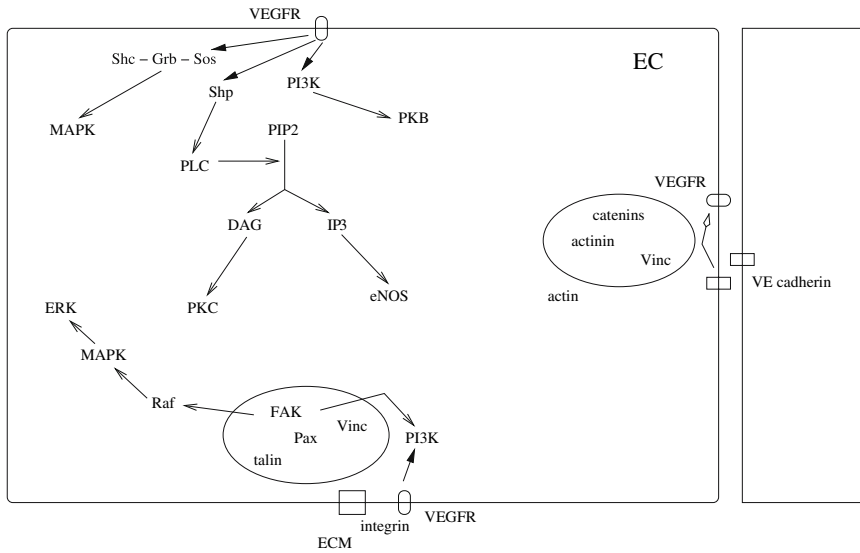 VEGFR
EC
Shc – Grb – Sos
PI3K
Shp
PKB
MAPK
PIP2
PLC
VEGFR
catenins
DAG
IP3
actinin
Vinc
VE cadherin
actin
eNOS
ERK
PKC
MAPK
Raf
FAK
Vinc
Pax
PI3K
talin
VEGFR
integrin
ECM